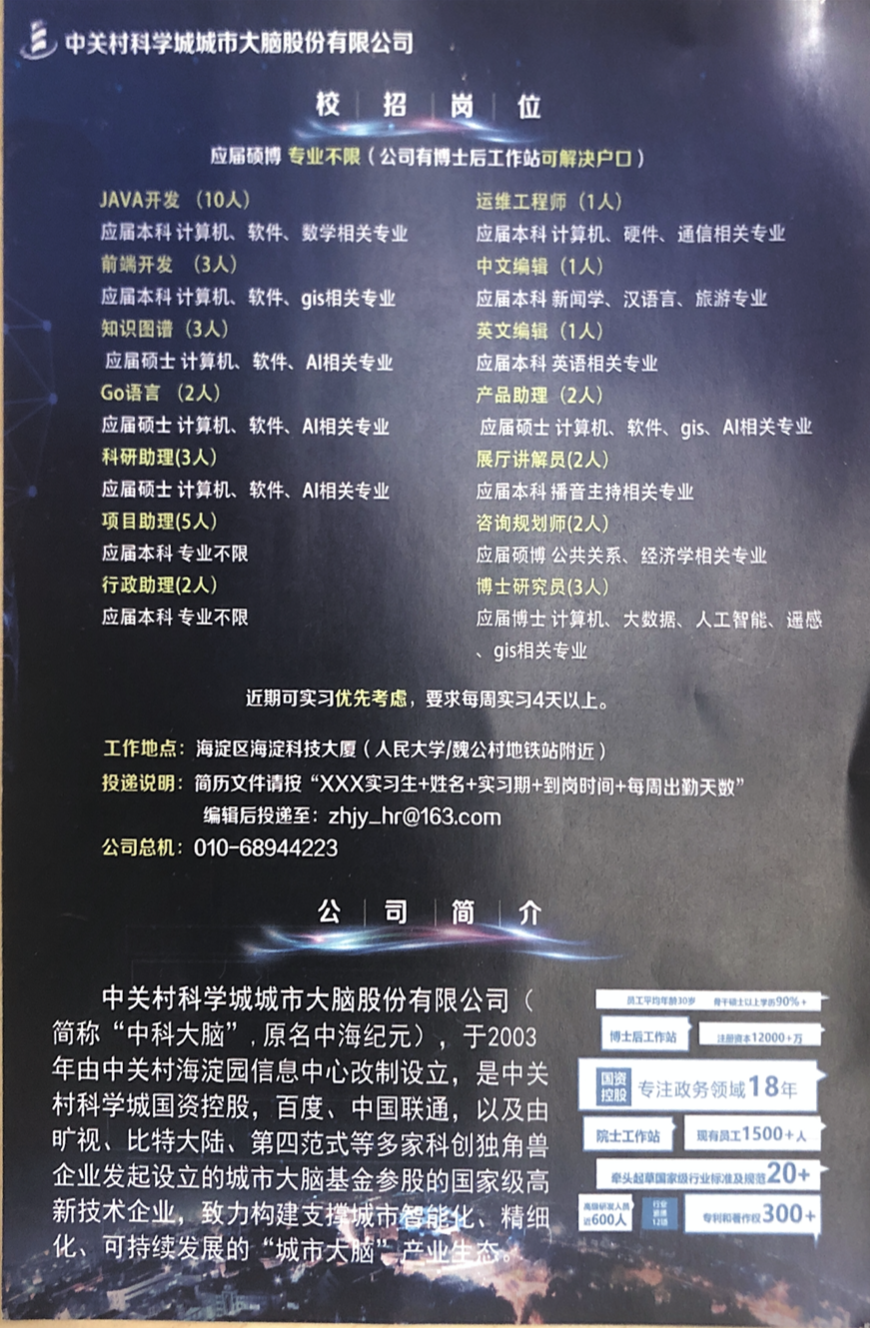 中关村科学城城市大脑股份有限公司
校招岗位
应届硕博 专业不限（公司有博士后工作站可解决户口）
JAVA开发 （10人）
应届本科 计算机、软件、数学相关专业
前端开发 （3人）
应届本科 计算机、软件、gis相关专业
知识图谱（3人）
应届硕士 计算机、软件、AI相关专业
Go语言 （2人）
应届硕士 计算机、软件、AI相关专业
科研助理(3人)
应届硕士 计算机、软件、AI相关专业
项目助理(5人)
应届本科 专业不限
行政助理(2人)
应届本科 专业不限
运维工程师（1人）
应届本科 计算机、硬件、通信相关专业
中文编辑（1人）
应届本科 新闻学、汉语言、旅游专业
英文编辑（1人）
应届本科 英语相关专业
产品助理（2人）
应届硕士 计算机、软件、gis、AI相关专业
展厅讲解员(2人)
应届本科 播音主持相关专业
咨询规划师(2人)
应届硕博 公共关系、经济学相关专业
博士研究员(3人)
应届博士 计算机、大数据、人工智能、遥感
、gis相关专业
近期可实习优先考虑，要求每周实习4天以上。
工作地点：海淀区海淀科技大厦（人民大学/魏公村地铁站附近）
投递说明：简历文件请按“XXX实习生+姓名+实习期+到岗时间+每周出勤天数”
编辑后投递至：zhjy_hr@163.com
公司总机：010-68944223
公司简介
中关村科学城城市大脑股份有限公司（
简称“中科大脑”,原名中海纪元），于2003
年由中关村海淀园信息中心改制设立，是中关
村科学城国资控股，百度、中国联通，以及由
旷视、比特大陆、第四范式等多家科创独角兽
企业发起设立的城市大脑基金参股的国家级高
新技术企业，致力构建支撑城市智能化、精细
化、可持续发展的“城市大脑”产业生态。
员工平均年龄30岁 骨干硕士以上学历90%+
博士后工作站 注册资本12000+万
国资控股 专注政务领域18年
院士工作站 现有员工1500+人
牵头起草国家级行业标准及规范20+
高级研发人员
近600人
专利和著作权300+